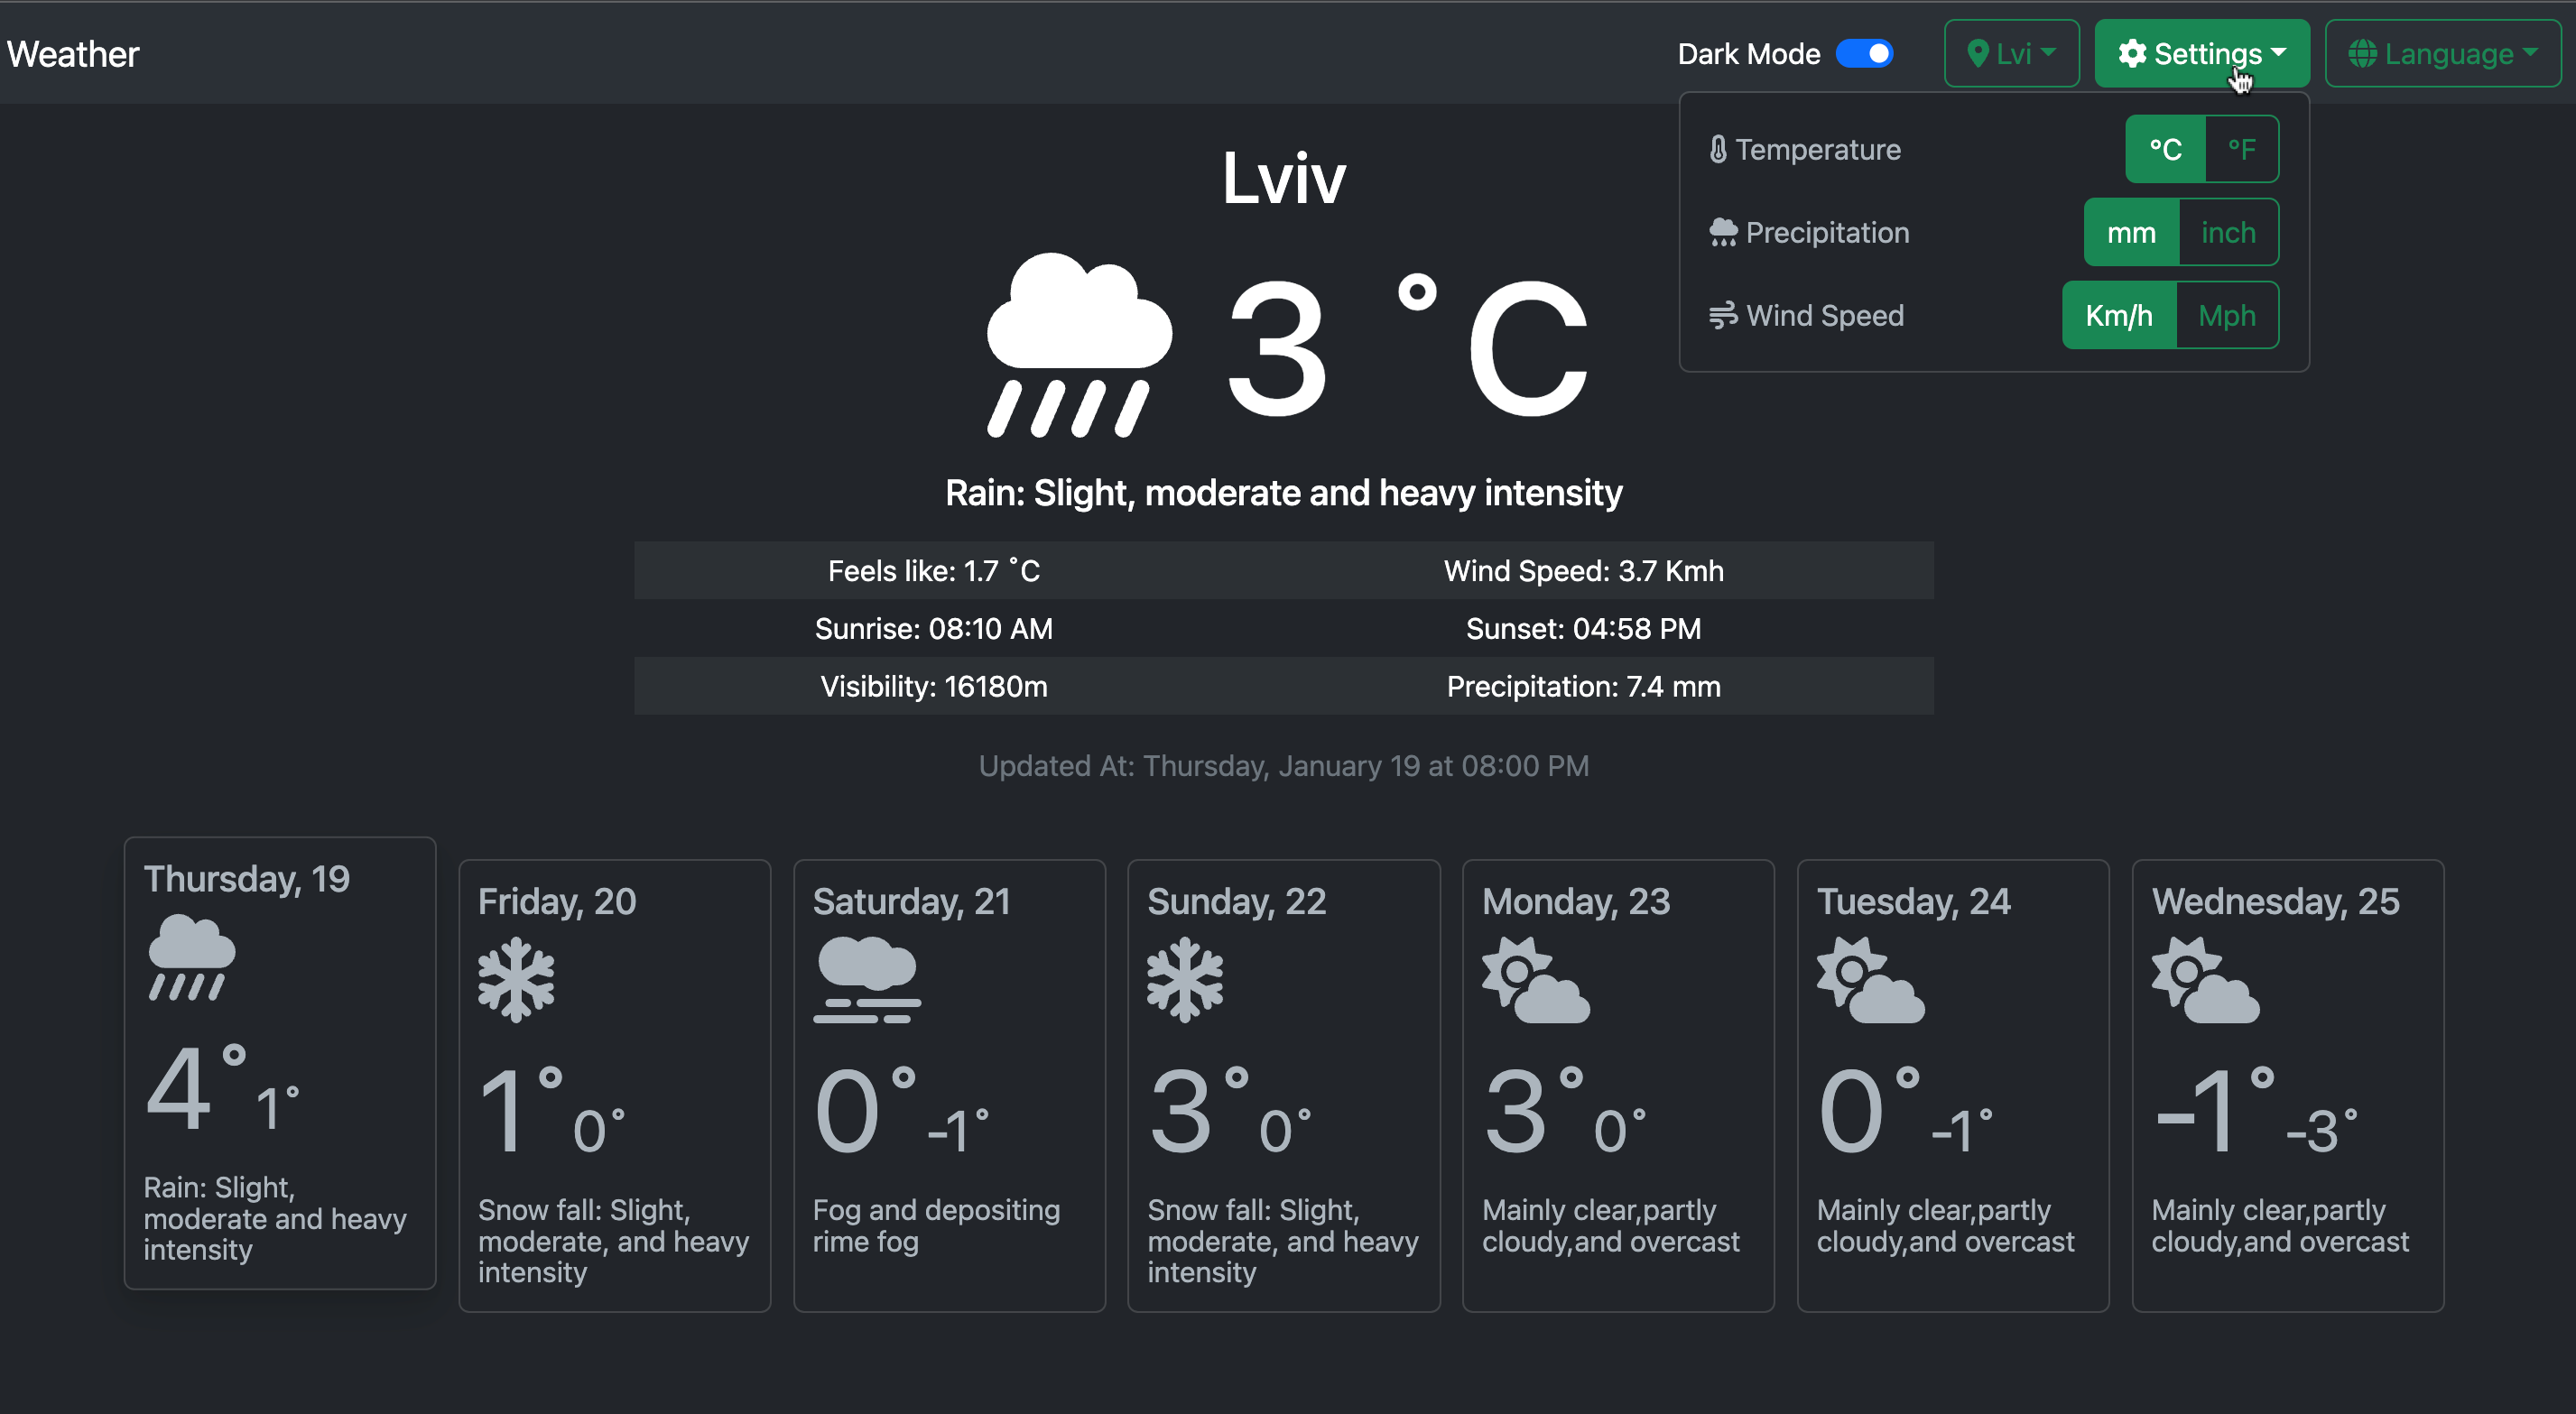 Weather
Dark Mode
Lvi
Settings
Language
Temperature
°C
°F
Precipitation
mm
inch
Wind Speed
Km/h
Mph
Lviv
3 ˚C
Rain: Slight, moderate and heavy intensity
Feels like: 1.7 ˚C
Wind Speed: 3.7 Kmh
Sunrise: 08:10 AM
Sunset: 04:58 PM
Visibility: 16180m
Precipitation: 7.4 mm
Updated At: Thursday, January 19 at 08:00 PM
Thursday, 19
4˚ 1˚
Rain: Slight,
moderate and heavy
intensity
Friday, 20
1˚ 0˚
Snow fall: Slight,
moderate, and heavy
intensity
Saturday, 21
0˚ -1˚
Fog and depositing
rime fog
Sunday, 22
3˚ 0˚
Snow fall: Slight,
moderate, and heavy
intensity
Monday, 23
3˚ 0˚
Mainly clear,partly
cloudy,and overcast
Tuesday, 24
0˚ -1˚
Mainly clear,partly
cloudy,and overcast
Wednesday, 25
-1˚ -3˚
Mainly clear,partly
cloudy,and overcast